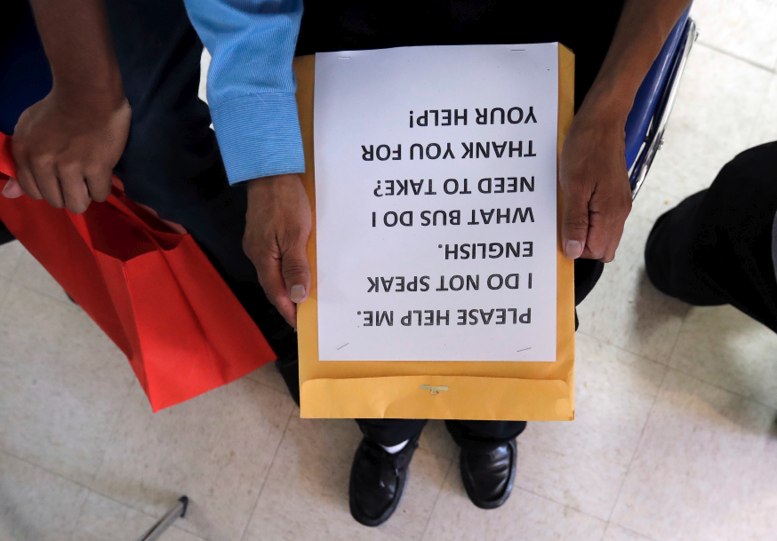 PLEASE HELP ME.
I DO NOT SPEAK
ENGLISH.
WHAT BUS DO I
NEED TO TAKE?
THANK YOU FOR
YOUR HELP!